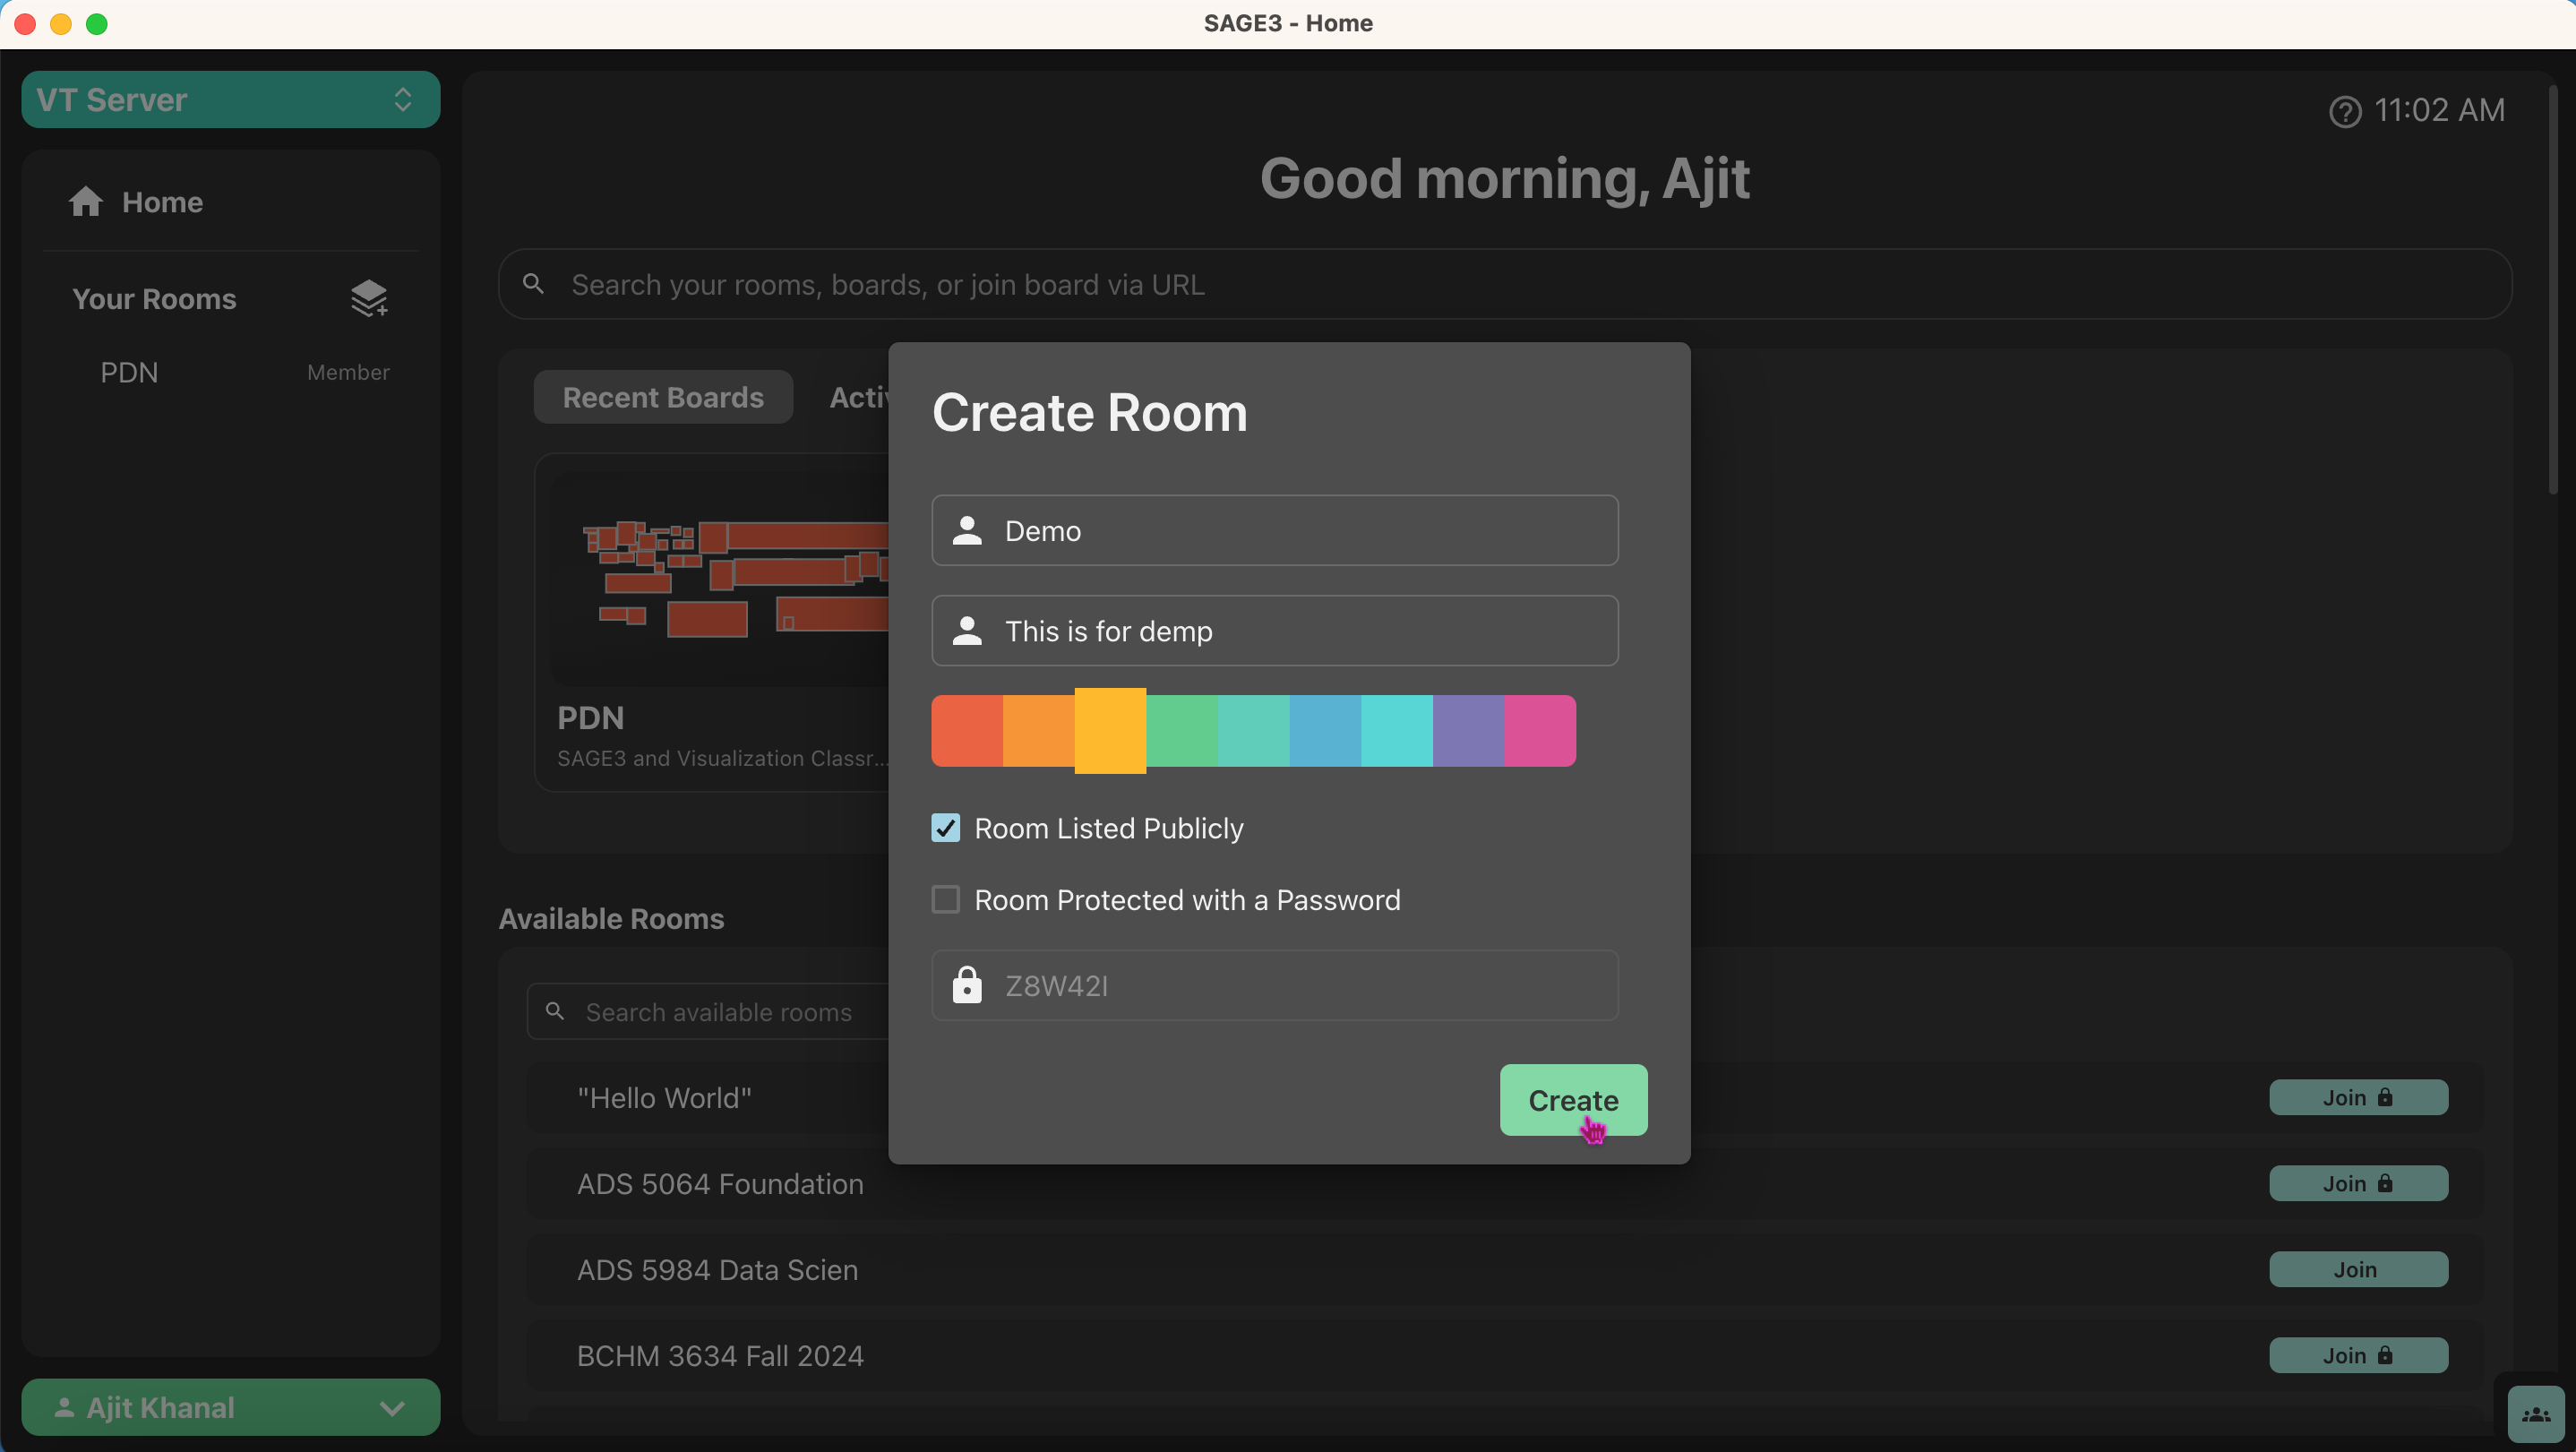 SAGE3 - Home
VT Server
11:02 AM
Good morning, Ajit
Home
Search your rooms, boards, or join board via URL
Your Rooms
PDN Member
Recent Boards Activ
PDN
SAGE3 and Visualization Classr...
Create Room
Demo
This is for demp
Room Listed Publicly
Room Protected with a Password
Z8W42I
Create
Available Rooms
Search available rooms
"Hello World" Join
ADS 5064 Foundation Join
ADS 5984 Data Scien Join
BCHM 3634 Fall 2024 Join
Ajit Khanal